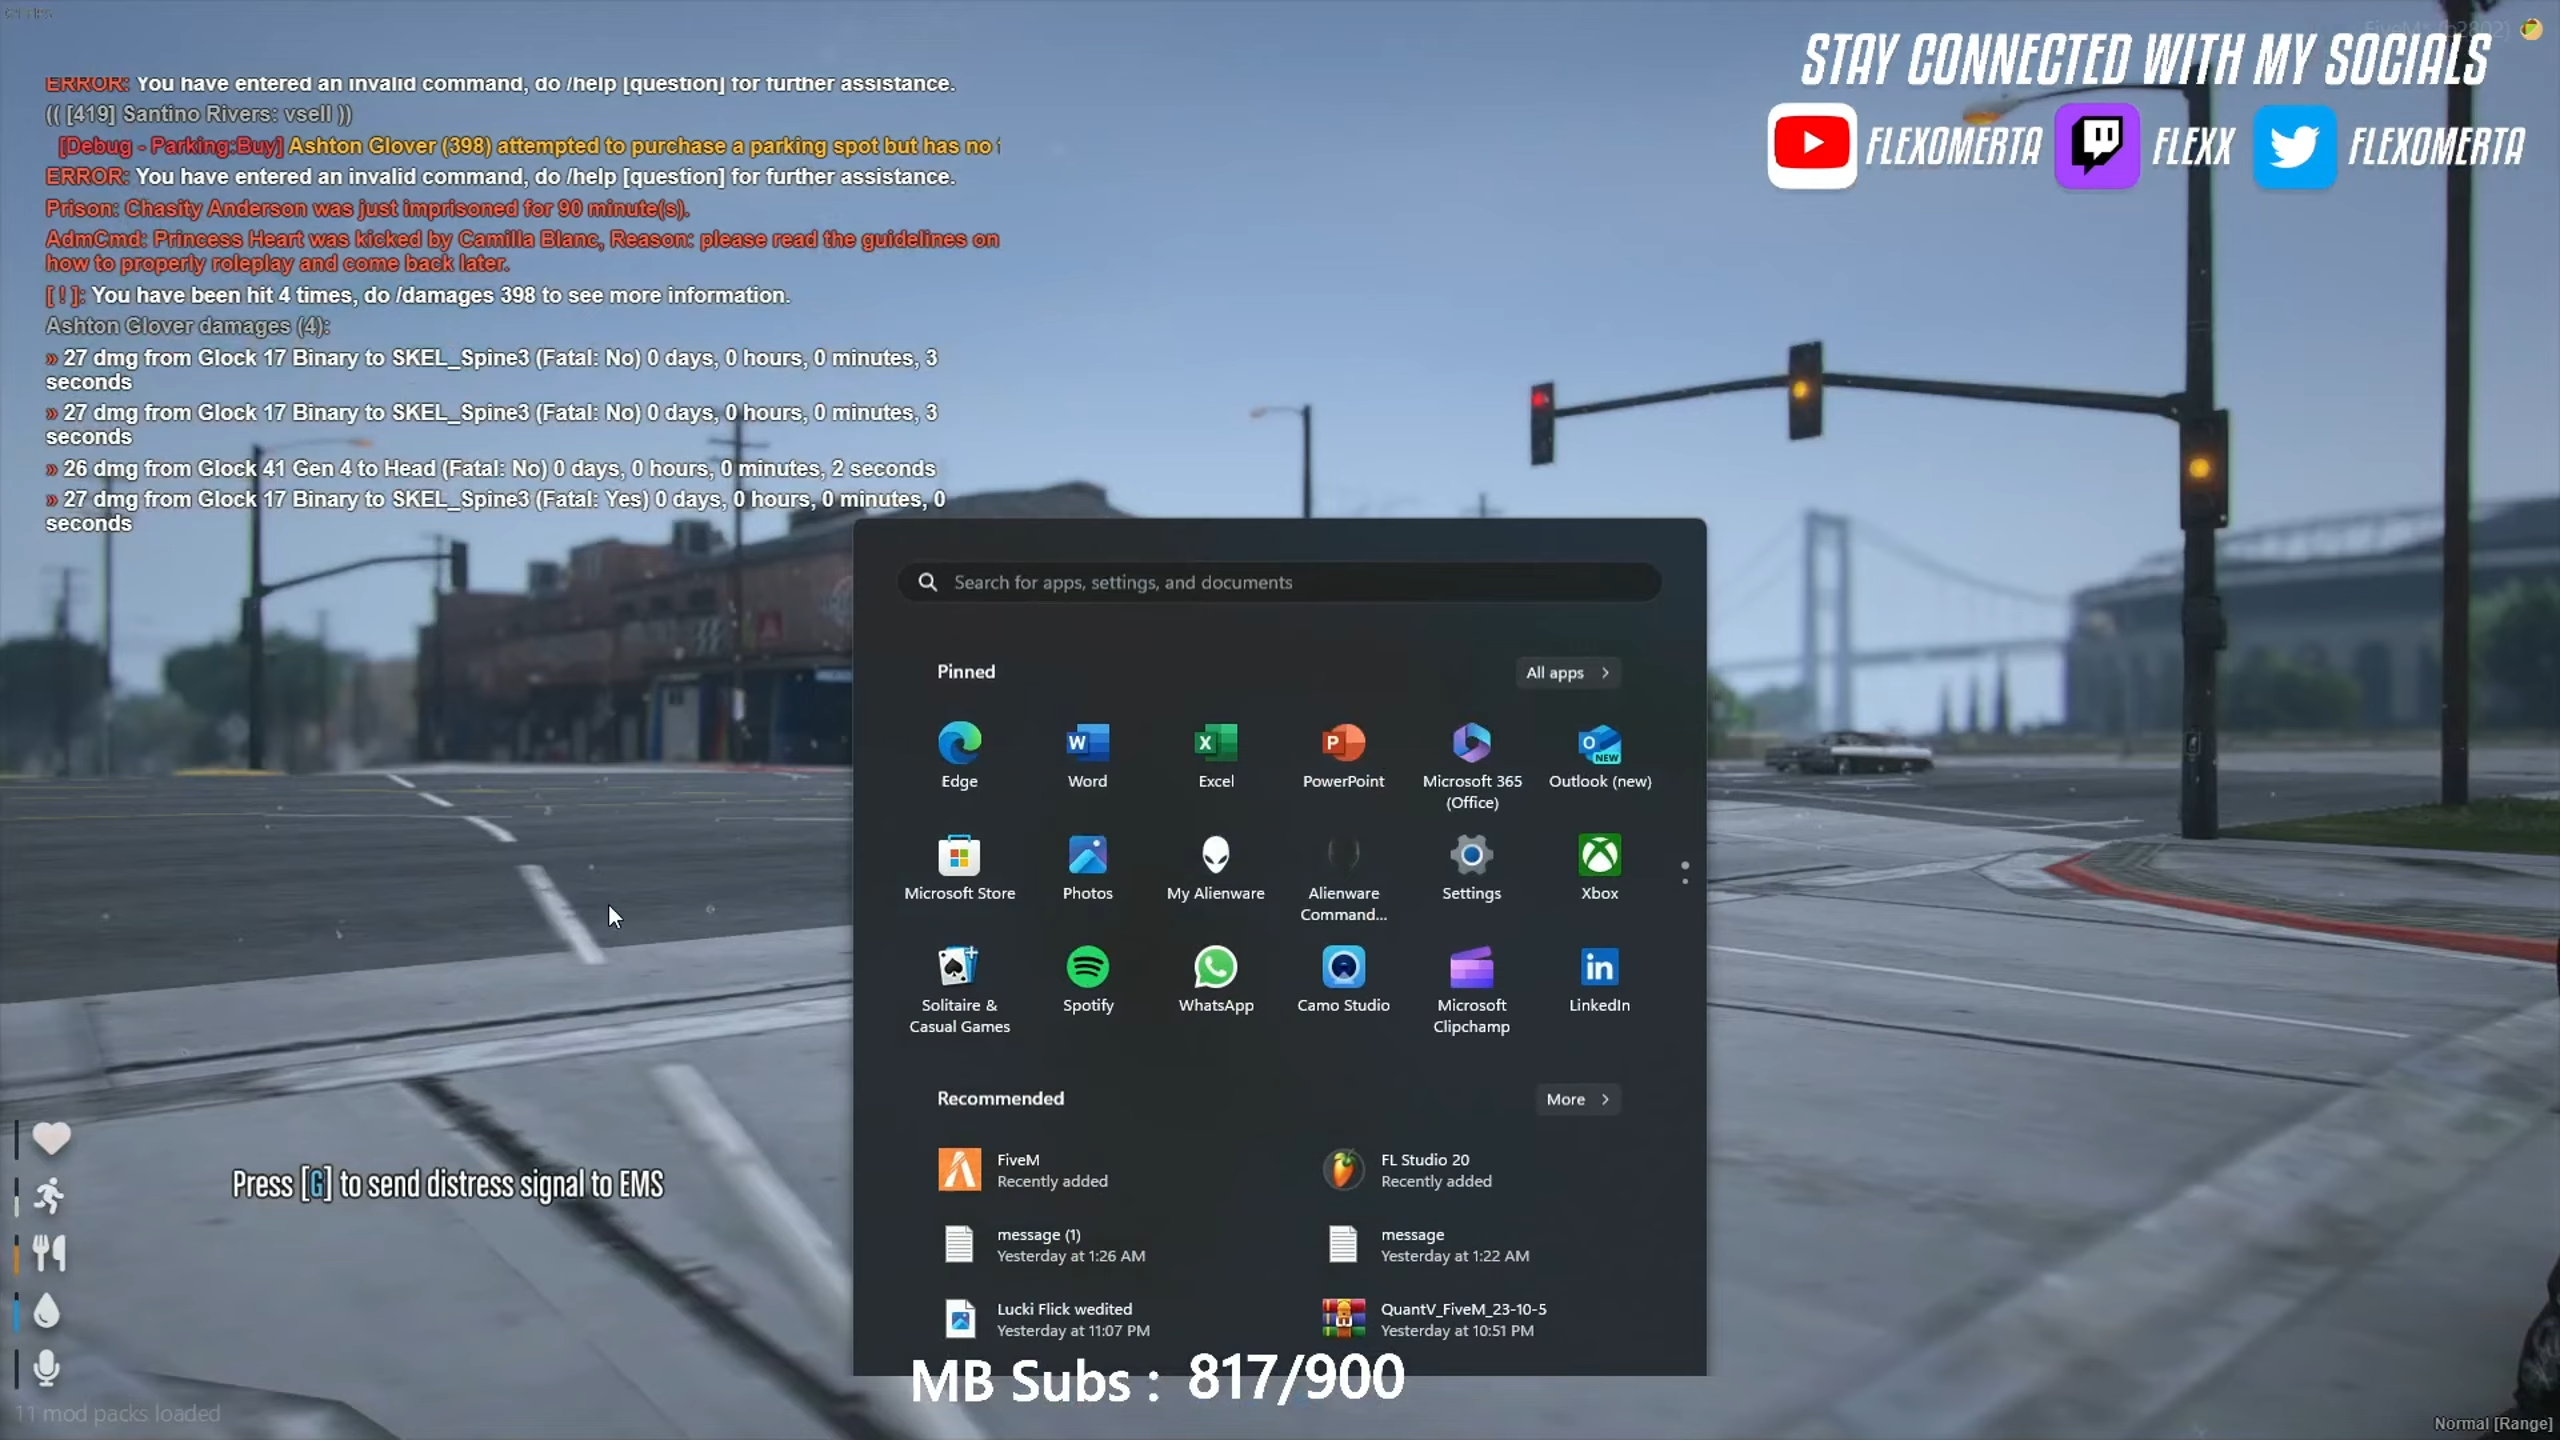 FiveM* (b2802)
STAY CONNECTED WITH MY SOCIALS
FLEXOMERTA FLEXX FLEXOMERTA
ERROR: You have entered an invalid command, do /help [question] for further assistance.
(( [419] Santino Rivers: vsell ))
[Debug - Parking:Buy] Ashton Glover (398) attempted to purchase a parking spot but has no
ERROR: You have entered an invalid command, do /help [question] for further assistance.
Prison: Chasity Anderson was just imprisoned for 90 minute(s).
AdmCmd: Princess Heart was kicked by Camilla Blanc, Reason: please read the guidelines on
how to properly roleplay and come back later.
[ ! ]: You have been hit 4 times, do /damages 398 to see more information.
Ashton Glover damages (4):
» 27 dmg from Glock 17 Binary to SKEL_Spine3 (Fatal: No) 0 days, 0 hours, 0 minutes, 3
seconds
» 27 dmg from Glock 17 Binary to SKEL_Spine3 (Fatal: No) 0 days, 0 hours, 0 minutes, 3
seconds
» 26 dmg from Glock 41 Gen 4 to Head (Fatal: No) 0 days, 0 hours, 0 minutes, 2 seconds
» 27 dmg from Glock 17 Binary to SKEL_Spine3 (Fatal: Yes) 0 days, 0 hours, 0 minutes, 0
seconds
Search for apps, settings, and documents
Pinned
All apps
Edge
Word
Excel
PowerPoint
Microsoft 365
(Office)
Outlook (new)
Microsoft Store
Photos
My Alienware
Alienware
Command...
Settings
Xbox
Solitaire &
Casual Games
Spotify
WhatsApp
Camo Studio
Microsoft
Clipchamp
LinkedIn
Recommended
More
FiveM
Recently added
FL Studio 20
Recently added
message (1)
Yesterday at 1:26 AM
message
Yesterday at 1:22 AM
Lucki Flick wedited
Yesterday at 11:07 PM
QuantV_FiveM_23-10-5
Yesterday at 10:51 PM
Press [G] to send distress signal to EMS
MB Subs : 817/900
11 mod packs loaded
Normal [Range]